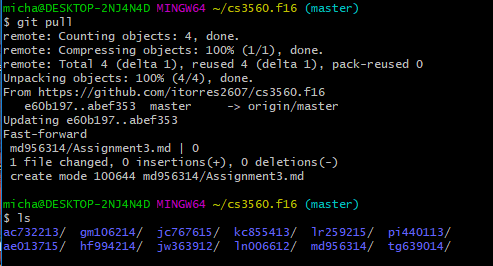 micha@DESKTOP-2NJ4N4D MINGW64 ~/cs3560.f16 (master)
$ git pull
remote: Counting objects: 4, done.
remote: Compressing objects: 100% (1/1), done.
remote: Total 4 (delta 1), reused 4 (delta 1), pack-reused 0
Unpacking objects: 100% (4/4), done.
From https://github.com/itorres2607/cs3560.f16
   e60b197..abef353  master     -> origin/master
Updating e60b197..abef353
Fast-forward
 md956314/Assignment3.md | 0
 1 file changed, 0 insertions(+), 0 deletions(-)
 create mode 100644 md956314/Assignment3.md

micha@DESKTOP-2NJ4N4D MINGW64 ~/cs3560.f16 (master)
$ ls
ac732213/  gm106214/  jc767615/  kc855413/  lr259215/  pi440113/
ae013715/  hf994214/  jw363912/  ln006612/  md956314/  tg639014/